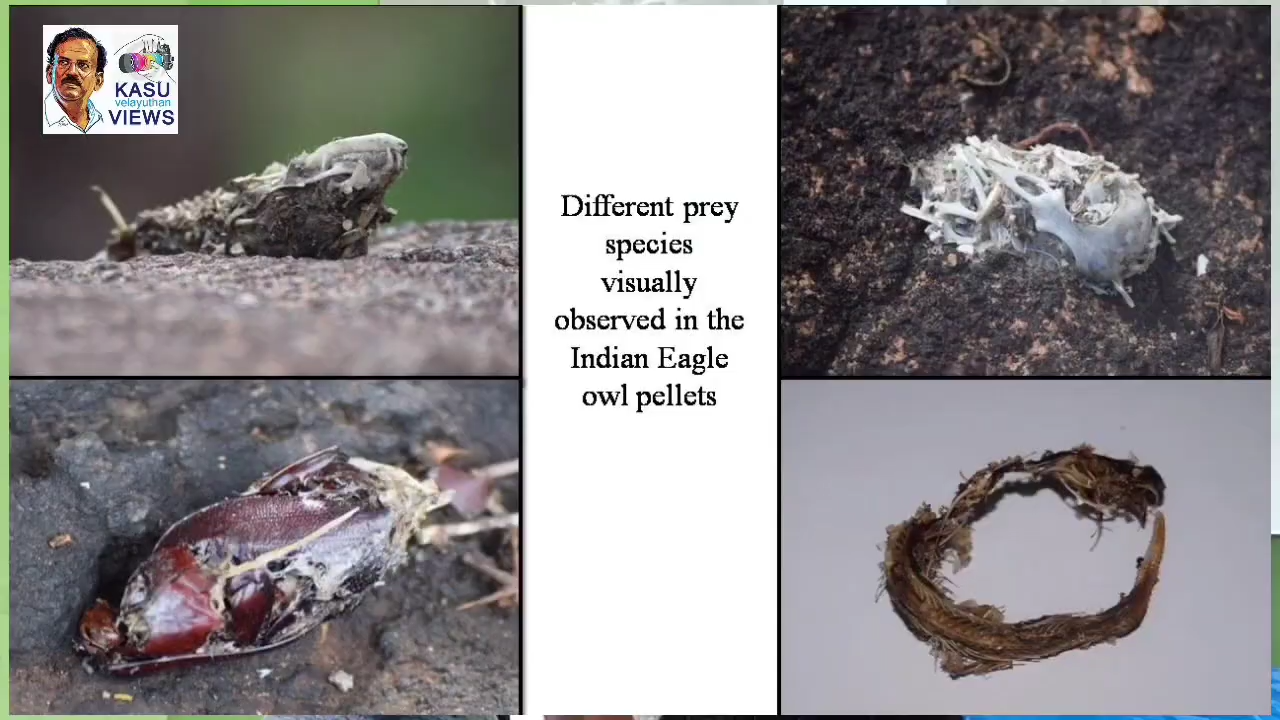 KASU
velayuthan
VIEWS
Different prey
species
visually
observed in the
Indian Eagle
owl pellets